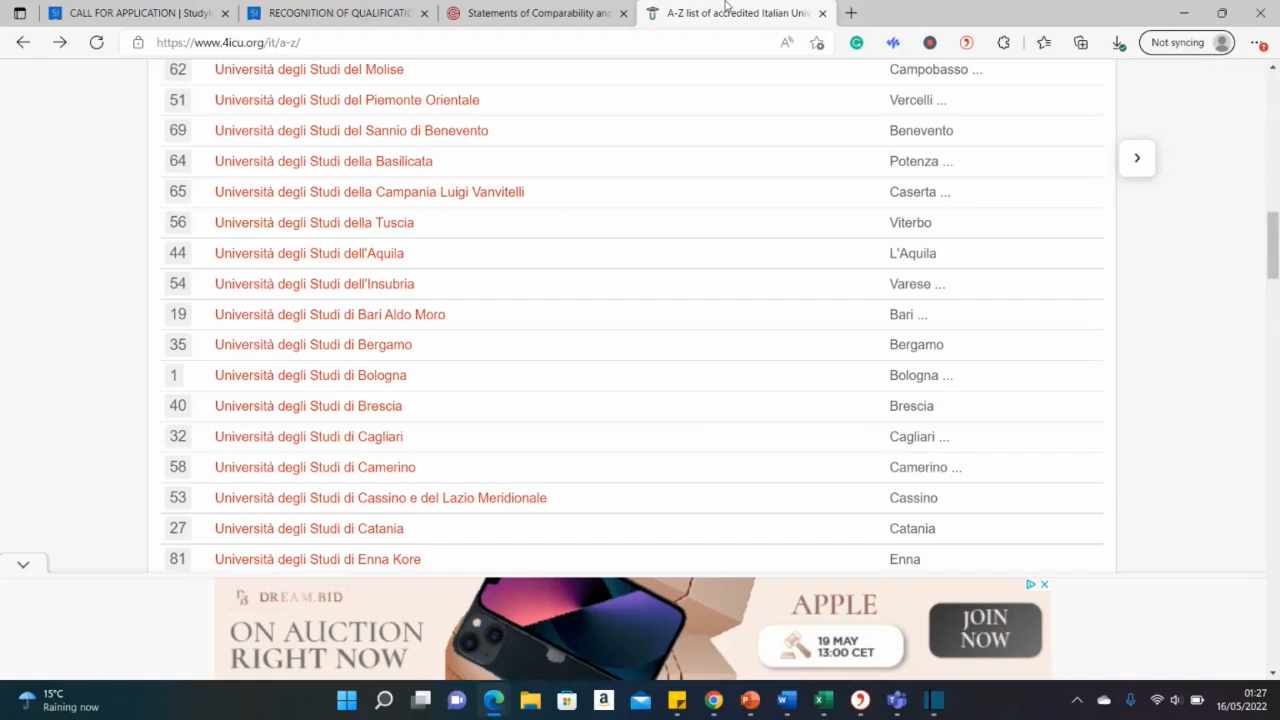 CALL FOR APPLICATION | Studyi
RECOGNITION OF QUALIFICATIO
Statements of Comparability and
A-Z list of accredited Italian Univ
https://www.4icu.org/it/a-z/
Not syncing
62 Università degli Studi del Molise Campobasso ...
51 Università degli Studi del Piemonte Orientale Vercelli ...
69 Università degli Studi del Sannio di Benevento Benevento
64 Università degli Studi della Basilicata Potenza ...
65 Università degli Studi della Campania Luigi Vanvitelli Caserta ...
56 Università degli Studi della Tuscia Viterbo
44 Università degli Studi dell'Aquila L'Aquila
54 Università degli Studi dell'Insubria Varese ...
19 Università degli Studi di Bari Aldo Moro Bari ...
35 Università degli Studi di Bergamo Bergamo
1 Università degli Studi di Bologna Bologna ...
40 Università degli Studi di Brescia Brescia
32 Università degli Studi di Cagliari Cagliari ...
58 Università degli Studi di Camerino Camerino ...
53 Università degli Studi di Cassino e del Lazio Meridionale Cassino
27 Università degli Studi di Catania Catania
81 Università degli Studi di Enna Kore Enna
DREAM.BID
ON AUCTION
RIGHT NOW
APPLE
19 MAY
13:00 CET
JOIN
NOW
15°C
Raining now
01:27
16/05/2022